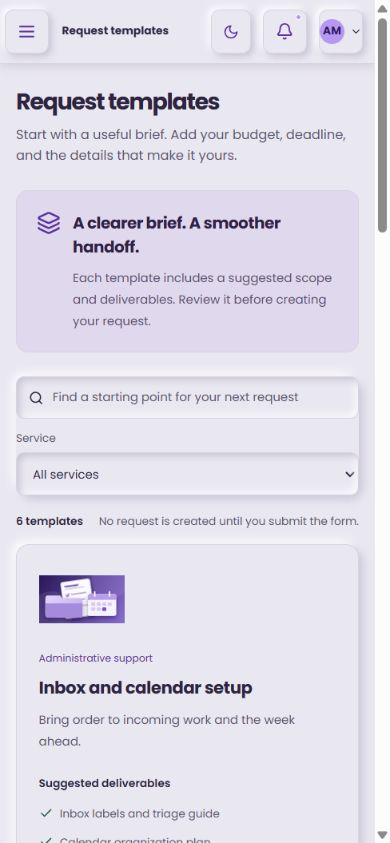 Request templates
AM
Request templates
Start with a useful brief. Add your budget, deadline,
and the details that make it yours.
A clearer brief. A smoother
handoff.
Each template includes a suggested scope
and deliverables. Review it before creating
your request.
Find a starting point for your next request
Service
All services
6 templates No request is created until you submit the form.
Administrative support
Inbox and calendar setup
Bring order to incoming work and the week
ahead.
Suggested deliverables
Inbox labels and triage guide
Calendar organization plan